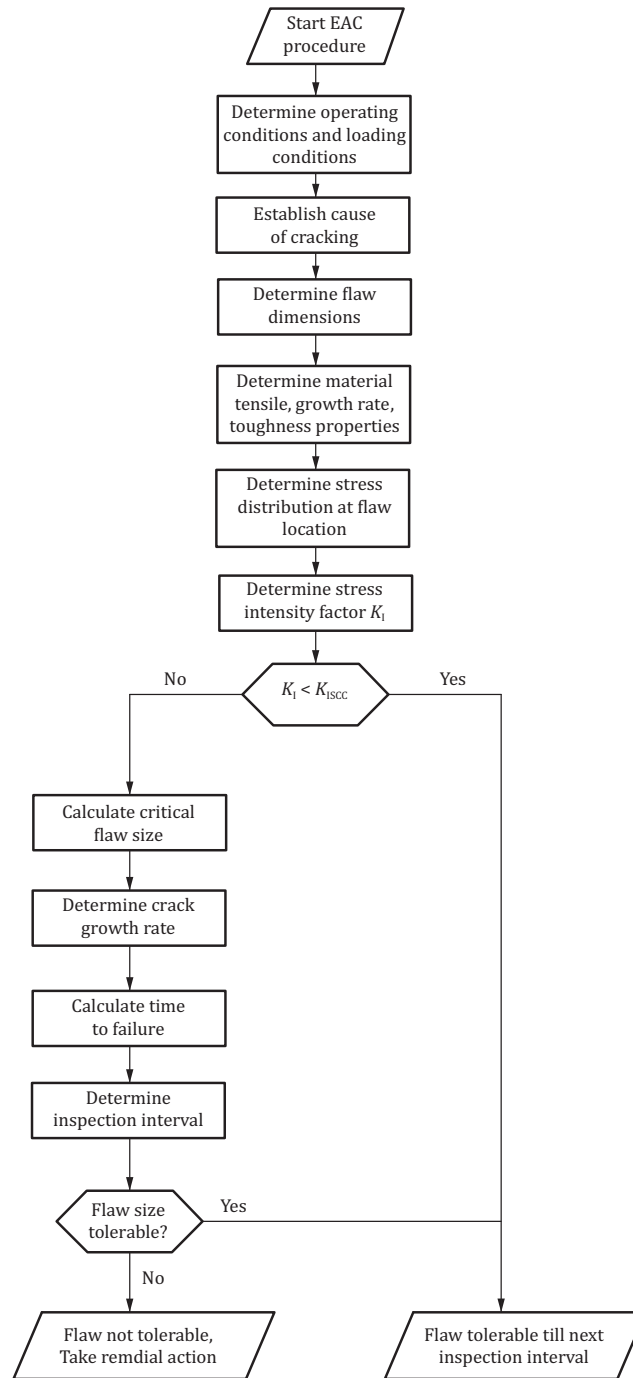 Start EAC
procedure
Determine operating
conditions and loading
conditions
Establish cause
of cracking
Determine flaw
dimensions
Determine material
tensile, growth rate,
toughness properties
Determine stress
distribution at flaw
location
Determine stress
intensity factor K_I
No
K_I < K_ISCC
Yes
Calculate critical
flaw size
Determine crack
growth rate
Calculate time
to failure
Determine
inspection interval
Flaw size
tolerable?
Yes
No
Flaw not tolerable,
Take remdial action
Flaw tolerable till next
inspection interval